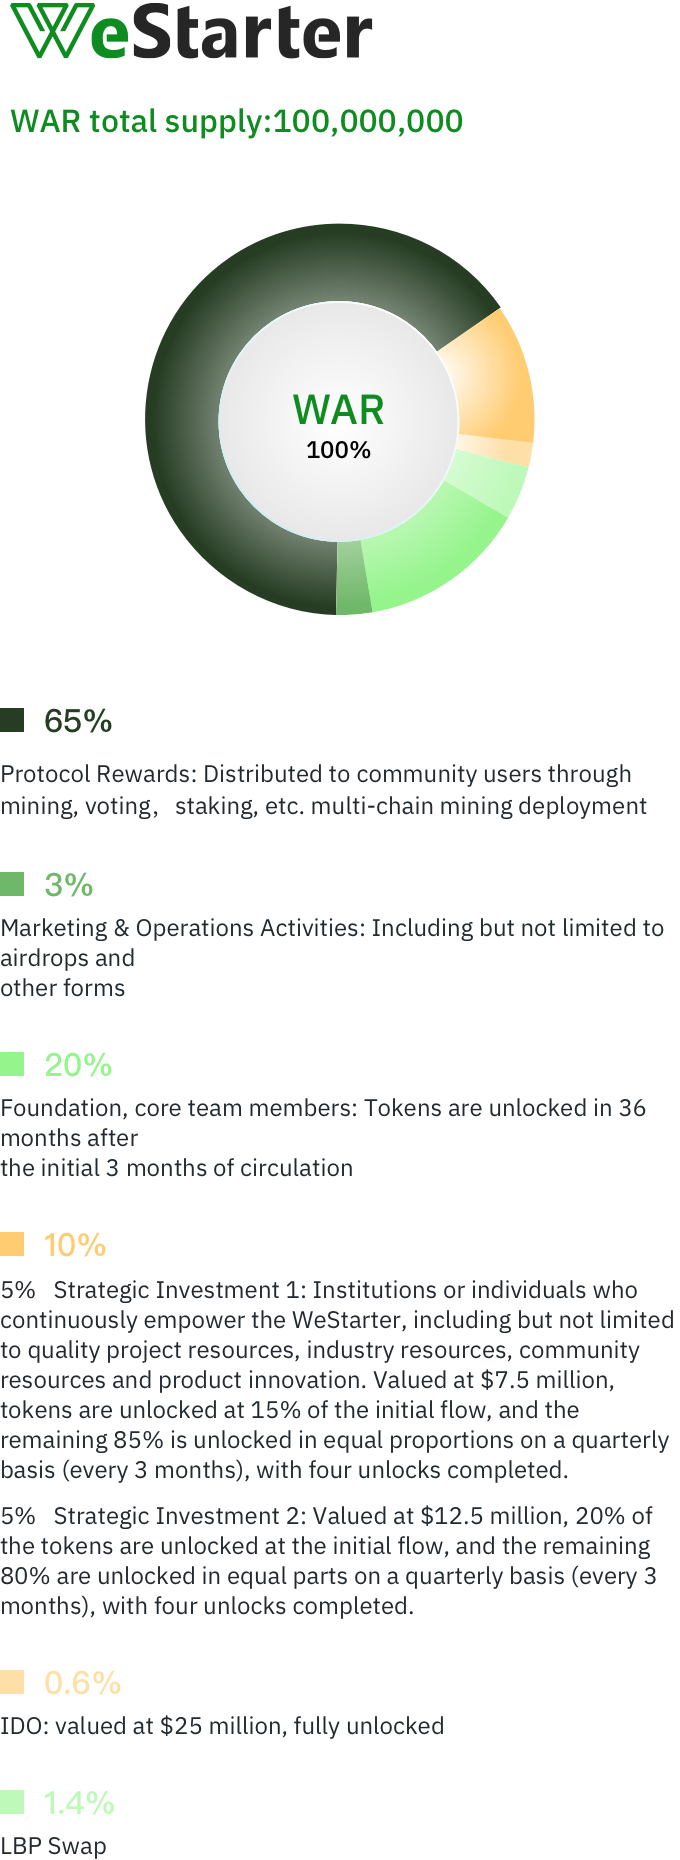 WeStarter
WAR total supply:100,000,000
WAR
100%
65%
Protocol Rewards: Distributed to community users through
mining, voting，staking, etc. multi-chain mining deployment
3%
Marketing & Operations Activities: Including but not limited to
airdrops and
other forms
20%
Foundation, core team members: Tokens are unlocked in 36
months after
the initial 3 months of circulation
10%
5% Strategic Investment 1: Institutions or individuals who
continuously empower the WeStarter, including but not limited
to quality project resources, industry resources, community
resources and product innovation. Valued at $7.5 million,
tokens are unlocked at 15% of the initial flow, and the
remaining 85% is unlocked in equal proportions on a quarterly
basis (every 3 months), with four unlocks completed.
5% Strategic Investment 2: Valued at $12.5 million, 20% of
the tokens are unlocked at the initial flow, and the remaining
80% are unlocked in equal parts on a quarterly basis (every 3
months), with four unlocks completed.
0.6%
IDO: valued at $25 million, fully unlocked
1.4%
LBP Swap